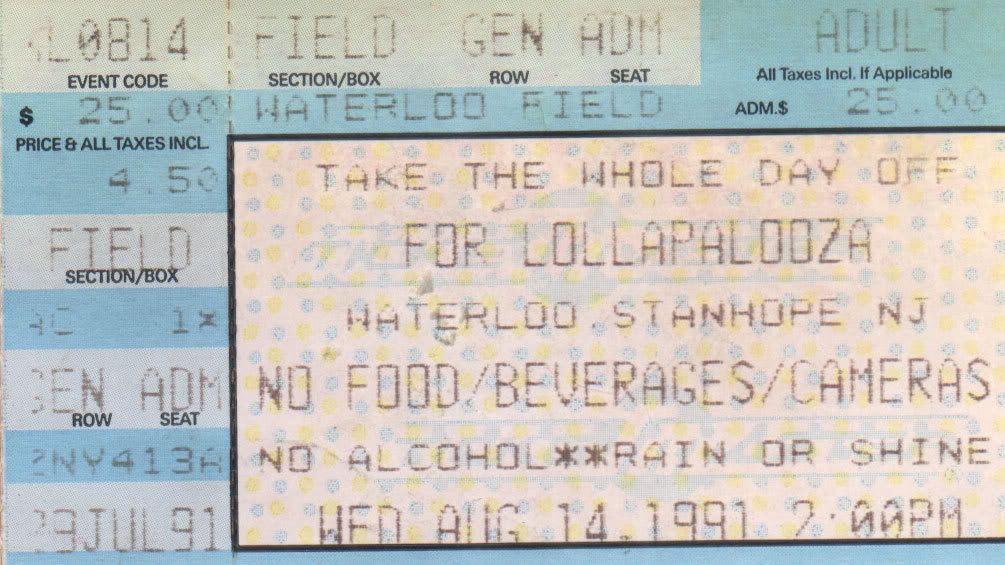 L0814
EVENT CODE
$ 25.00
PRICE & ALL TAXES INCL.
4.50
FIELD
SECTION/BOX
1*
GEN ADM
ROW SEAT
NY413A
29JUL91
FIELD GEN ADM ADULT
SECTION/BOX ROW SEAT All Taxes Incl. If Applicable
WATERLOO FIELD ADM.$ 25.00
TAKE THE WHOLE DAY OFF
FOR LOLLAPALOOZA
WATERLOO STANHOPE NJ
NO FOOD/BEVERAGES/CAMERAS
NO ALCOHOL**RAIN OR SHINE
WED AUG 14,1991 2:00PM